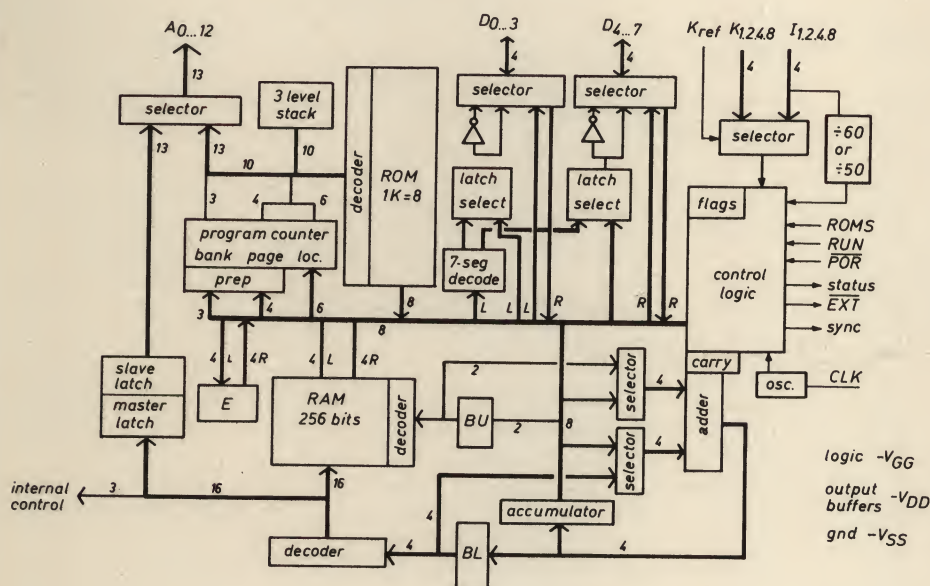 A0...12
D0...3
D4...7
Kref K1,2,4,8 I1,2,4,8
13
4
4
4
4
selector
3 level
stack
selector
selector
selector
÷60
or
÷50
13
13
10
10
decoder
ROM
1K=8
latch
select
latch
select
flags
ROMS
RUN
POR
status
EXT
sync
control
logic
3
4
6
program counter
bank page loc.
prep
7-seg
decode
3
4
6
8
8
L
L
L
R
L
R
R
4
L
4R
4
L
4R
2
slave
latch
master
latch
E
RAM
256 bits
decoder
BU
2
8
selector
4
carry
osc.
CLK
adder
selector
4
logic -VGG
output
buffers -VDD
gnd -VSS
internal
control
3
16
16
4
accumulator
decoder
4
BL
4